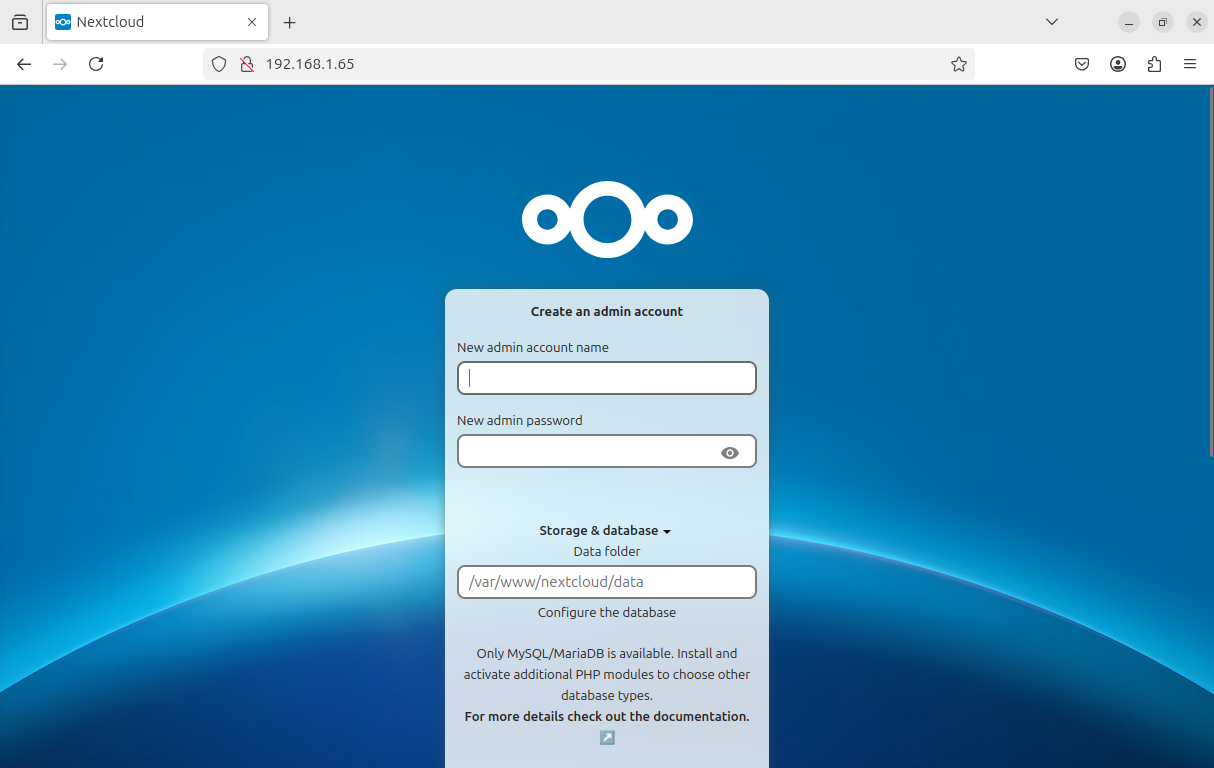 Nextcloud
192.168.1.65
Create an admin account
New admin account name
New admin password
Storage & database
Data folder
/var/www/nextcloud/data
Configure the database
Only MySQL/MariaDB is available. Install and
activate additional PHP modules to choose other
database types.
For more details check out the documentation.